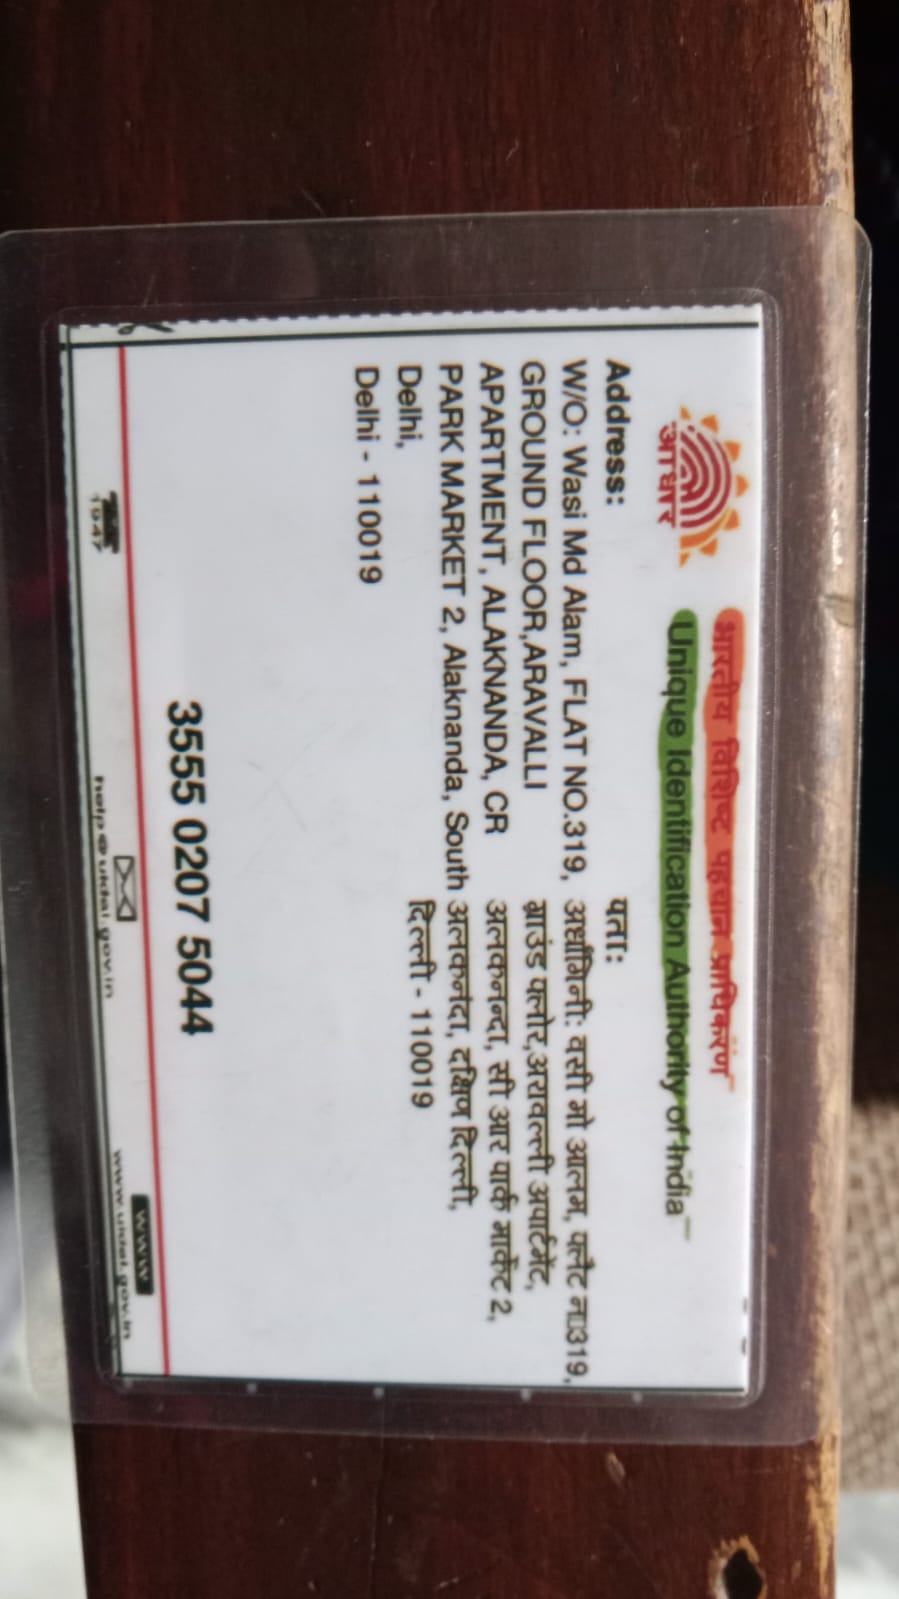 आधार
भारतीय विशिष्ट पहचान प्राधिकरण
Unique Identification Authority of India
Address:
W/O: Wasi Md Alam, FLAT NO.319,
GROUND FLOOR,ARAVALLI
APARTMENT, ALAKNANDA, CR
PARK MARKET 2, Alaknanda, South
Delhi,
Delhi - 110019
पता:
अर्धांगिनी: वसी मो आलम, फ्लैट न॰319,
ग्राउंड फ्लोर,अरावल्ली अपार्टमेंट,
अलकनन्दा, सी आर पार्क मार्केट 2,
अलकनंदा, दक्षिण दिल्ली,
दिल्ली - 110019
3555 0207 5044
1947
help@uidai.gov.in
www
www.uidai.gov.in